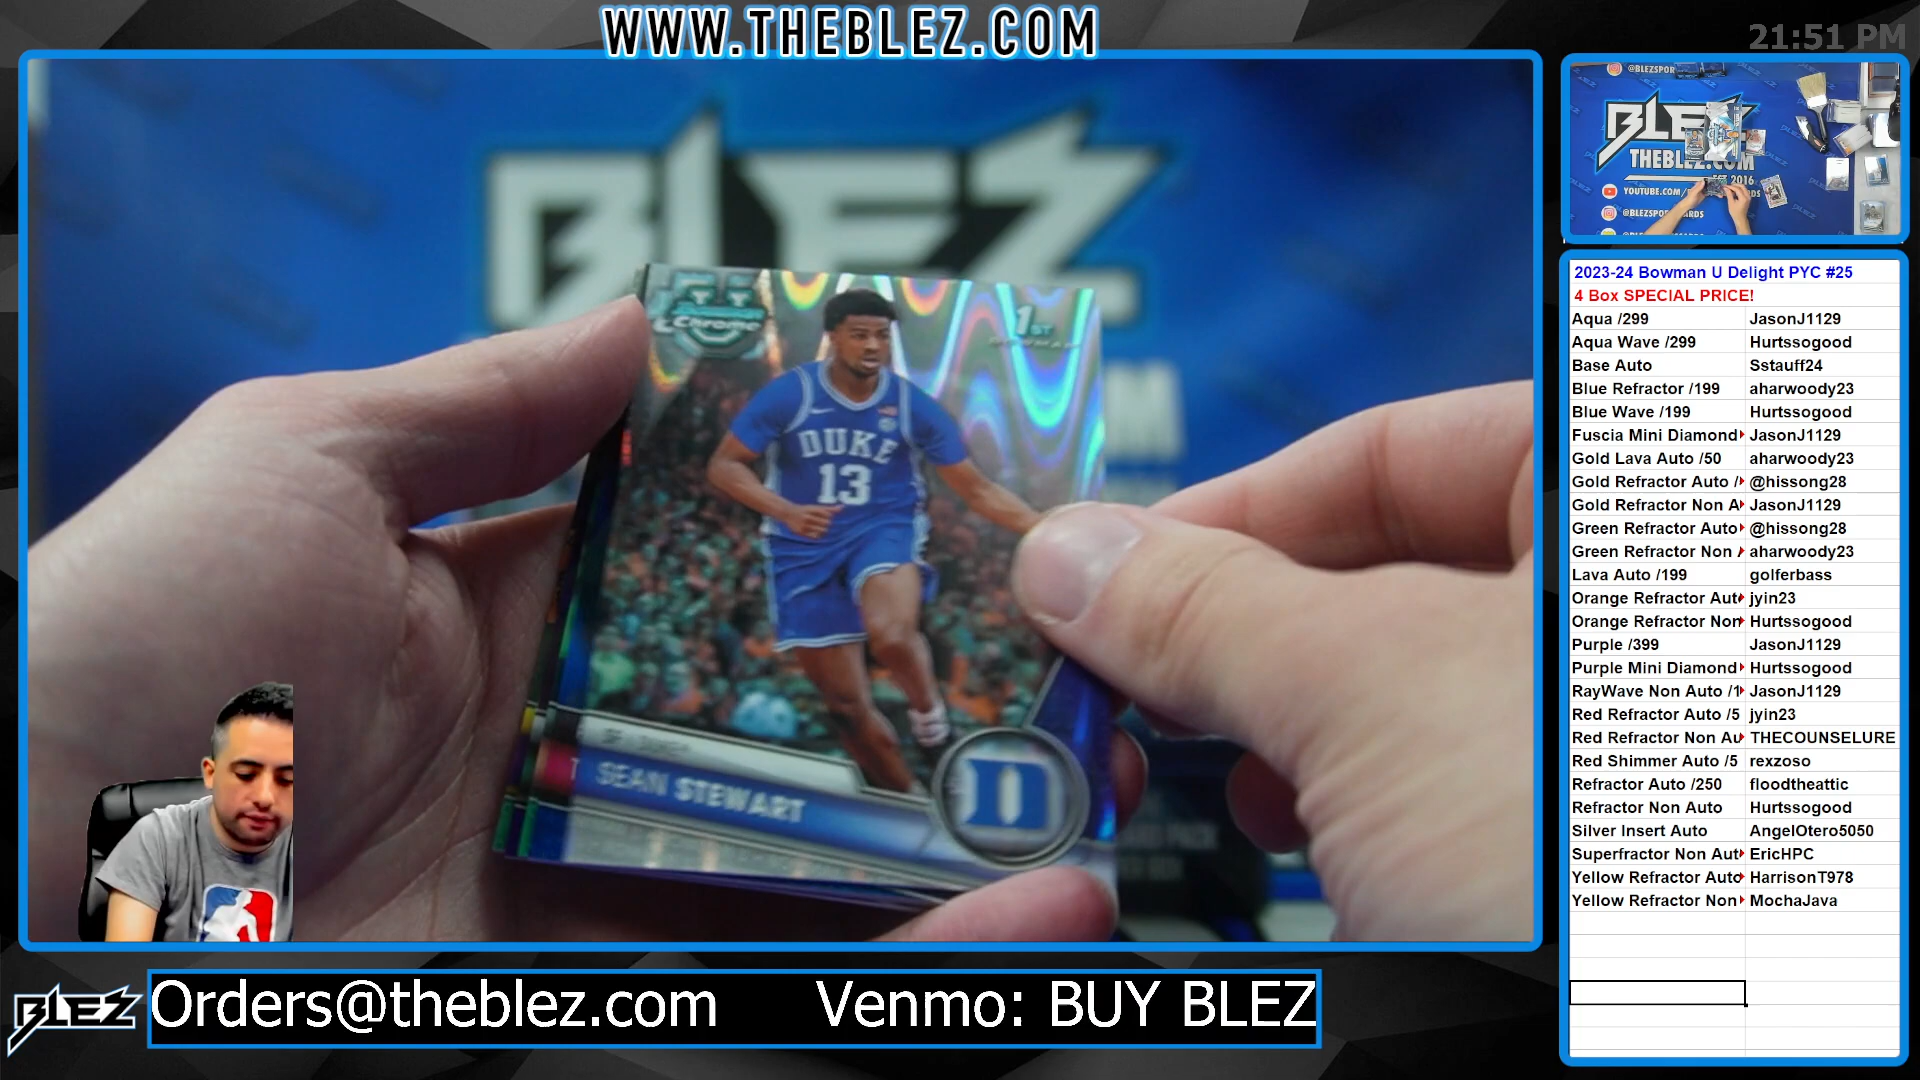 WWW.THEBLEZ.COM
21:51 PM
BLEZ
Chrome
1ST
DUKE
13
SEAN STEWART
D
@BLEZSPOR
BLEZ
THEBLEZ.COM
2016
YOUTUBE.COM/
@BLEZSPO
2023-24 Bowman U Delight PYC #25
4 Box SPECIAL PRICE!
Aqua /299 JasonJ1129
Aqua Wave /299 Hurtssogood
Base Auto Sstauff24
Blue Refractor /199 aharwoody23
Blue Wave /199 Hurtssogood
Fuscia Mini Diamond JasonJ1129
Gold Lava Auto /50 aharwoody23
Gold Refractor Auto / @hissong28
Gold Refractor Non A JasonJ1129
Green Refractor Auto @hissong28
Green Refractor Non aharwoody23
Lava Auto /199 golferbass
Orange Refractor Aut jyin23
Orange Refractor Non Hurtssogood
Purple /399 JasonJ1129
Purple Mini Diamond Hurtssogood
RayWave Non Auto /1 JasonJ1129
Red Refractor Auto /5 jyin23
Red Refractor Non Au THECOUNSELURE
Red Shimmer Auto /5 rexzoso
Refractor Auto /250 floodtheattic
Refractor Non Auto Hurtssogood
Silver Insert Auto AngelOtero5050
Superfractor Non Aut EricHPC
Yellow Refractor Auto HarrisonT978
Yellow Refractor Non MochaJava
BLEZ
Orders@theblez.com Venmo: BUY BLEZ